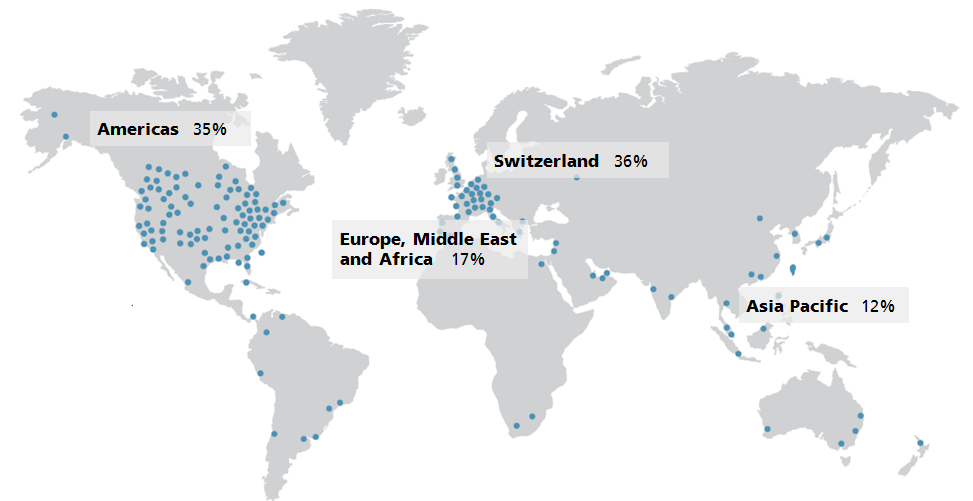 Americas 35%
Switzerland 36%
Europe, Middle East
and Africa 17%
Asia Pacific 12%